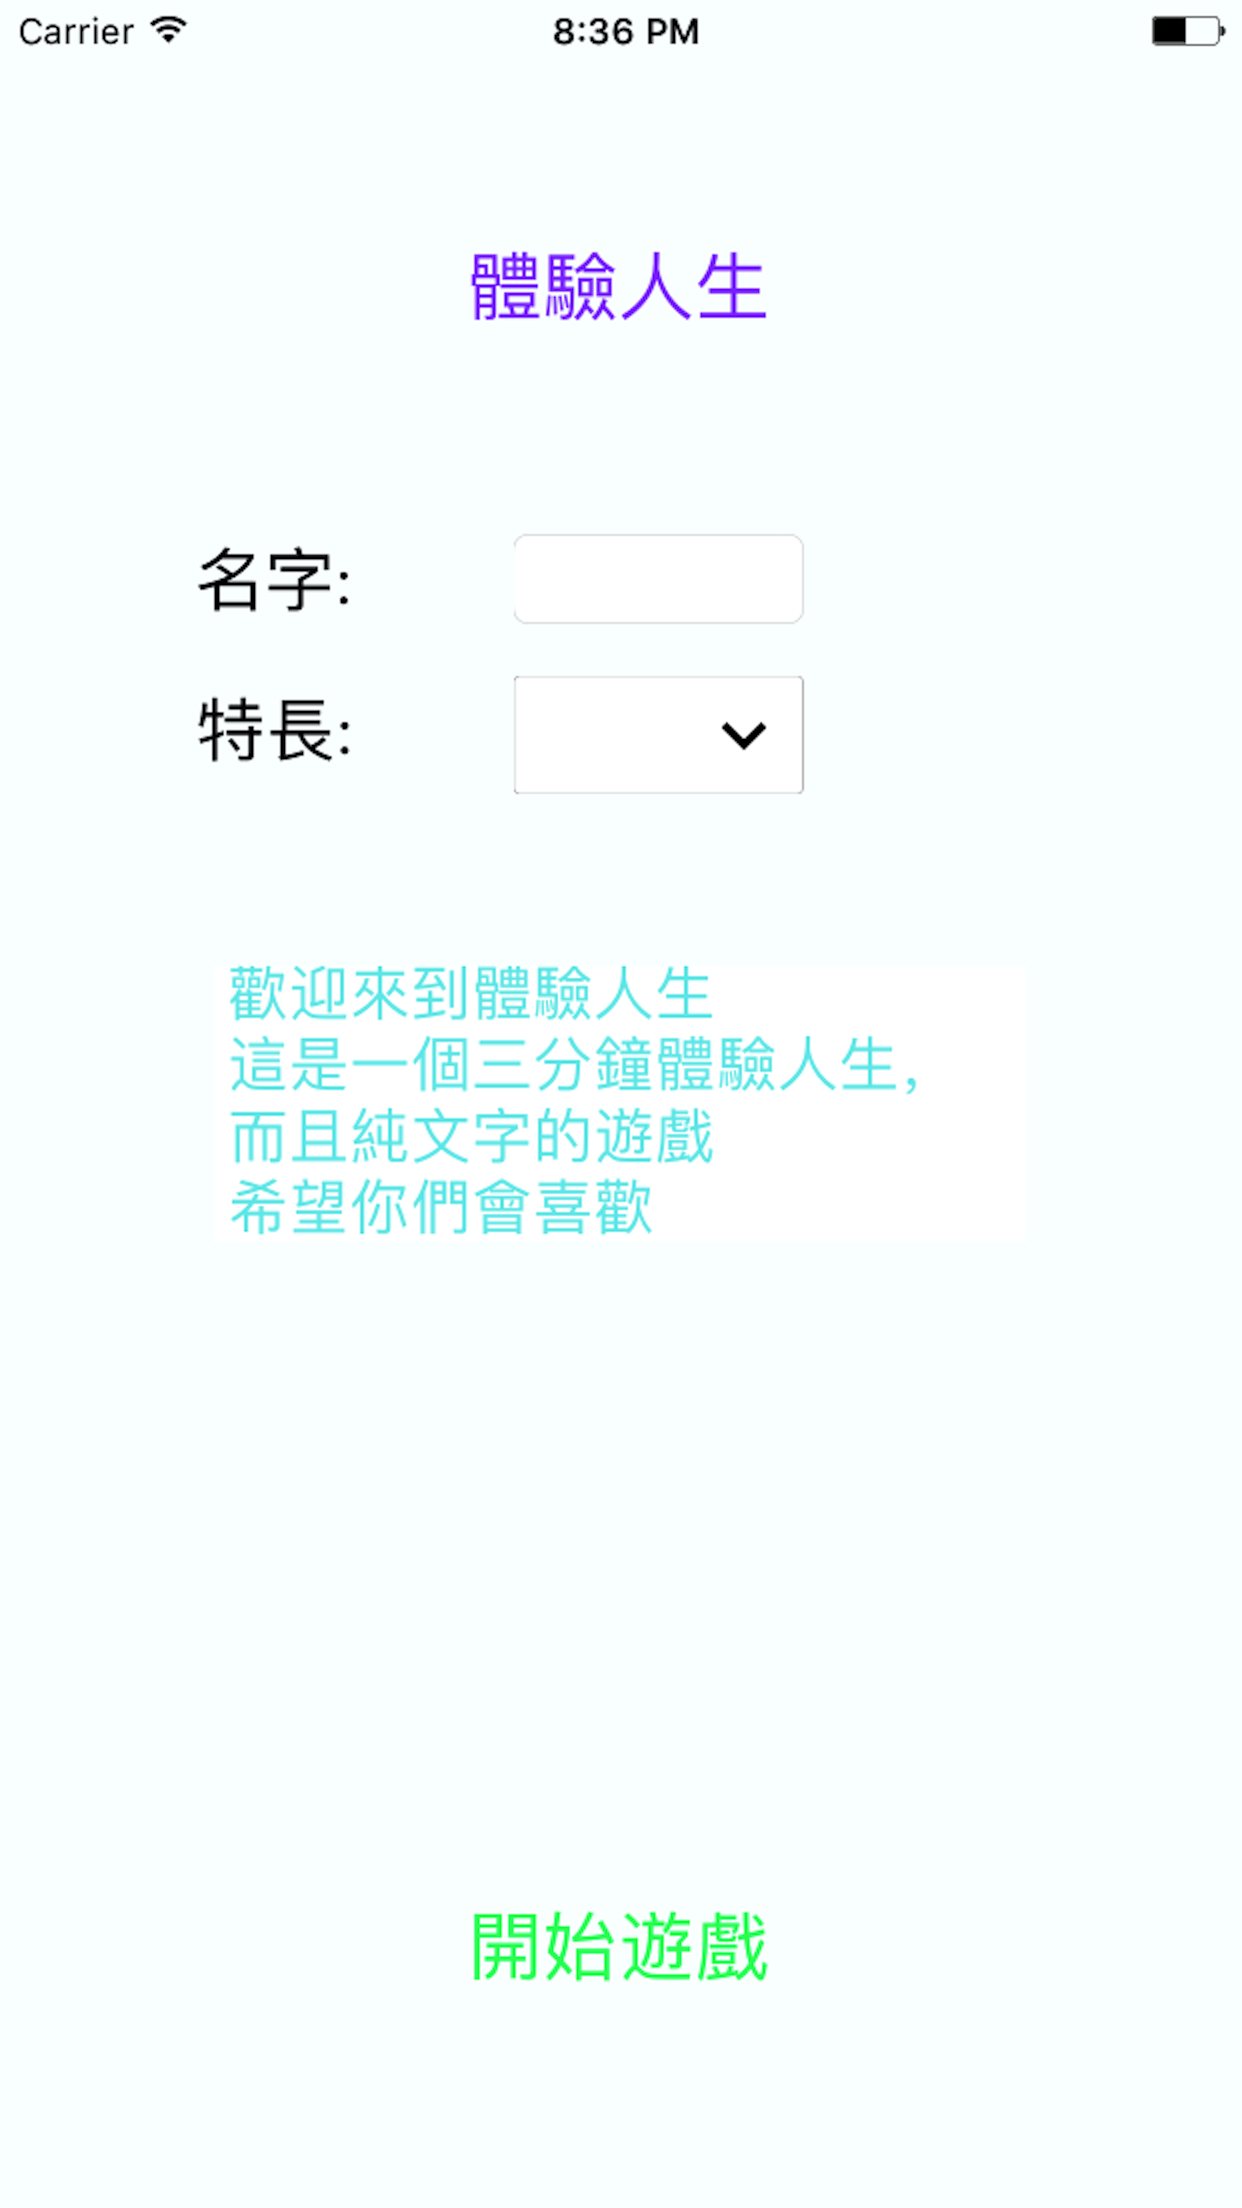 Carrier 8:36 PM
體驗人生
名字:
特長:
歡迎來到體驗人生
這是一個三分鐘體驗人生,
而且純文字的遊戲
希望你們會喜歡
開始遊戲